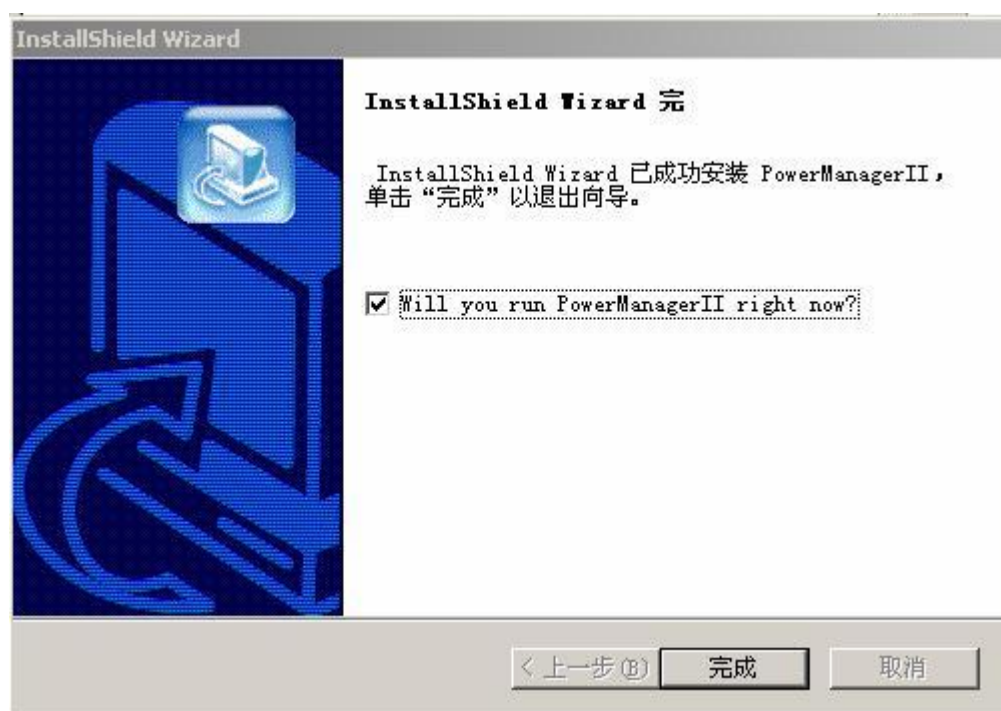 InstallShield Wizard
InstallShield Wizard 完
InstallShield Wizard 已成功安装 PowerManagerII，
单击“完成”以退出向导。
Will you run PowerManagerII right now?
< 上一步(B)
完成
取消